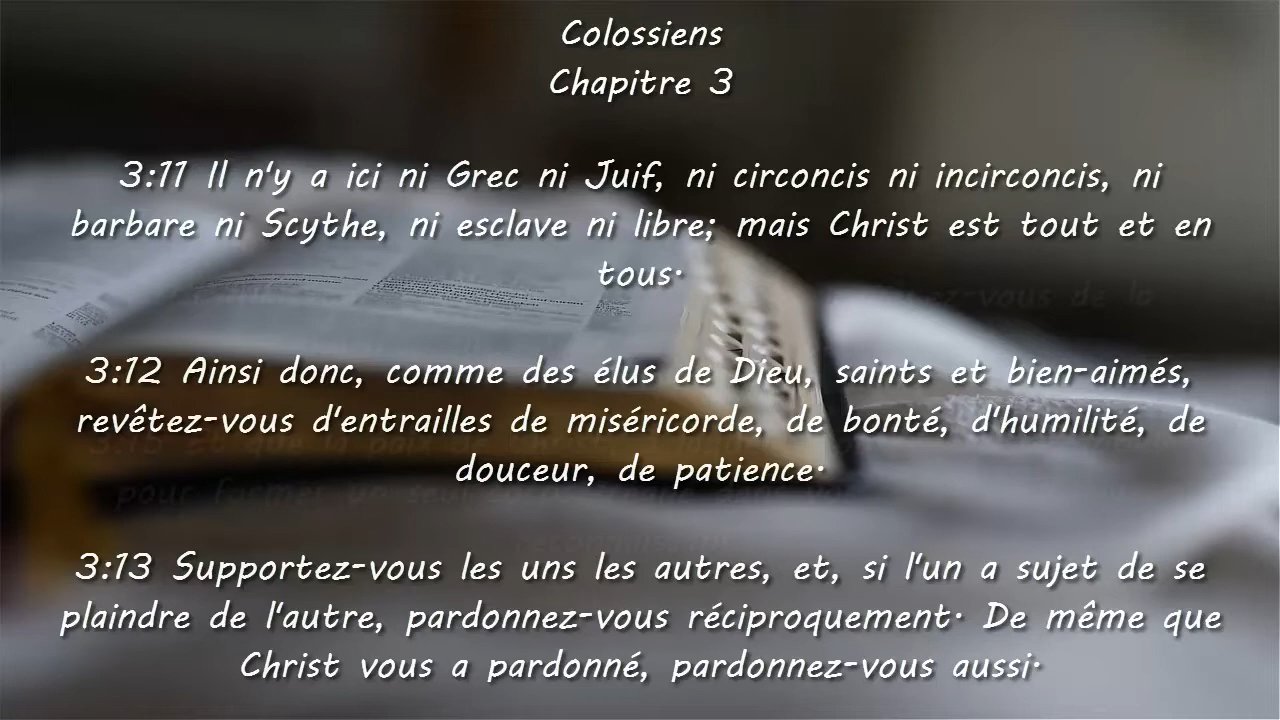 Colossiens
Chapitre 3
3:11 Il n'y a ici ni Grec ni Juif, ni circoncis ni incirconcis, ni
barbare ni Scythe, ni esclave ni libre; mais Christ est tout et en
tous.
3:12 Ainsi donc, comme des élus de Dieu, saints et bien-aimés,
revêtez-vous d'entrailles de miséricorde, de bonté, d'humilité, de
douceur, de patience.
3:13 Supportez-vous les uns les autres, et, si l'un a sujet de se
plaindre de l'autre, pardonnez-vous réciproquement. De même que
Christ vous a pardonné, pardonnez-vous aussi.